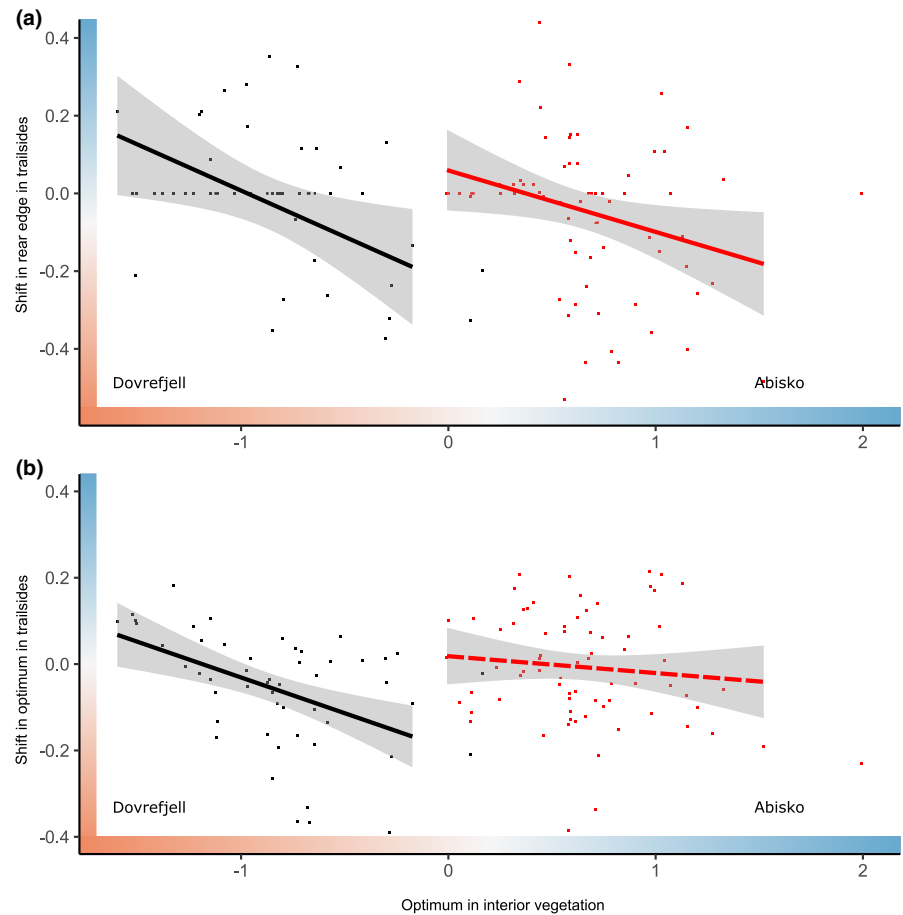 (a)
Shift in rear edge in trailsides
0.4
0.2
0.0
-0.2
-0.4
Dovrefjell
Abisko
-1
0
1
2
(b)
Shift in optimum in trailsides
0.4
0.2
0.0
-0.2
-0.4
Dovrefjell
Abisko
-1
0
1
2
Optimum in interior vegetation